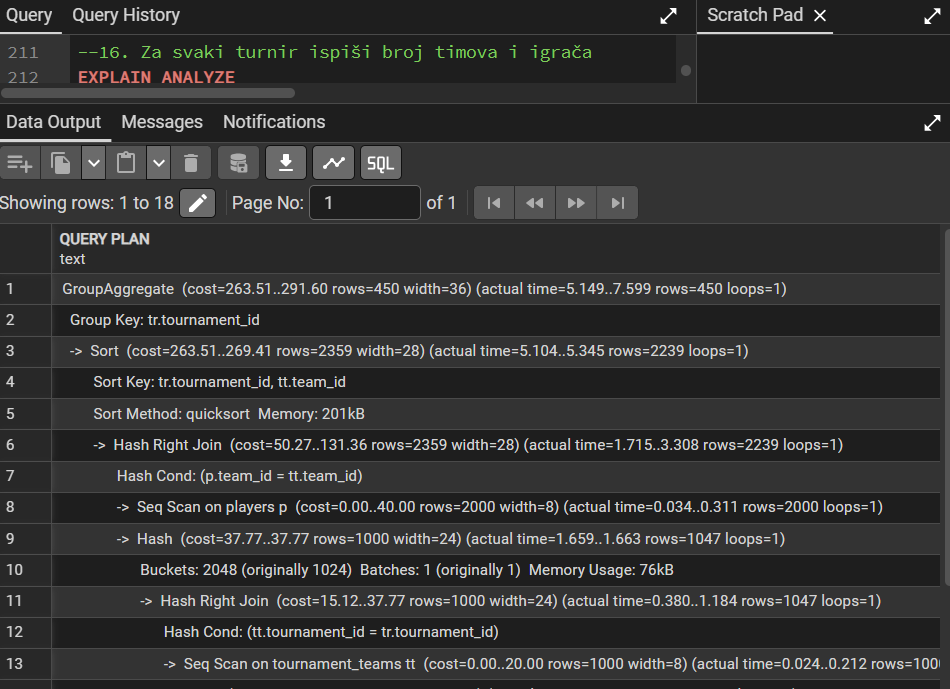 Query Query History Scratch Pad
211 --16. Za svaki turnir ispiši broj timova i igrača
212 EXPLAIN ANALYZE
Data Output Messages Notifications
SQL
Showing rows: 1 to 18 Page No: 1 of 1
QUERY PLAN
text
1 GroupAggregate (cost=263.51..291.60 rows=450 width=36) (actual time=5.149..7.599 rows=450 loops=1)
2 Group Key: tr.tournament_id
3 -> Sort (cost=263.51..269.41 rows=2359 width=28) (actual time=5.104..5.345 rows=2239 loops=1)
4 Sort Key: tr.tournament_id, tt.team_id
5 Sort Method: quicksort Memory: 201kB
6 -> Hash Right Join (cost=50.27..131.36 rows=2359 width=28) (actual time=1.715..3.308 rows=2239 loops=1)
7 Hash Cond: (p.team_id = tt.team_id)
8 -> Seq Scan on players p (cost=0.00..40.00 rows=2000 width=8) (actual time=0.034..0.311 rows=2000 loops=1)
9 -> Hash (cost=37.77..37.77 rows=1000 width=24) (actual time=1.659..1.663 rows=1047 loops=1)
10 Buckets: 2048 (originally 1024) Batches: 1 (originally 1) Memory Usage: 76kB
11 -> Hash Right Join (cost=15.12..37.77 rows=1000 width=24) (actual time=0.380..1.184 rows=1047 loops=1)
12 Hash Cond: (tt.tournament_id = tr.tournament_id)
13 -> Seq Scan on tournament_teams tt (cost=0.00..20.00 rows=1000 width=8) (actual time=0.024..0.212 rows=100